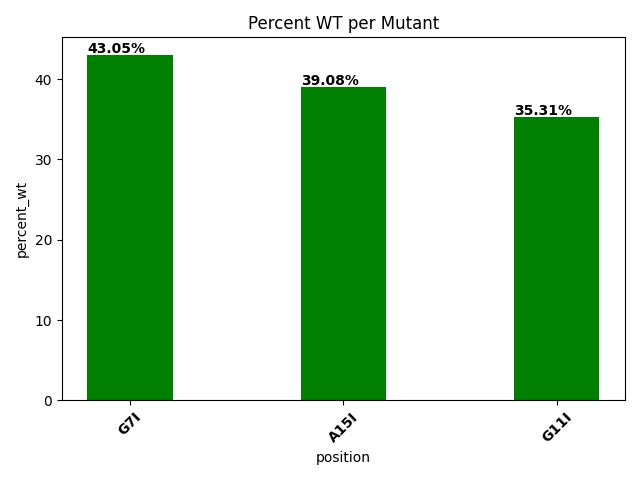 Percent WT per Mutant
43.05%
39.08%
35.31%
percent_wt
40
30
20
10
0
G7I
A15I
G11I
position